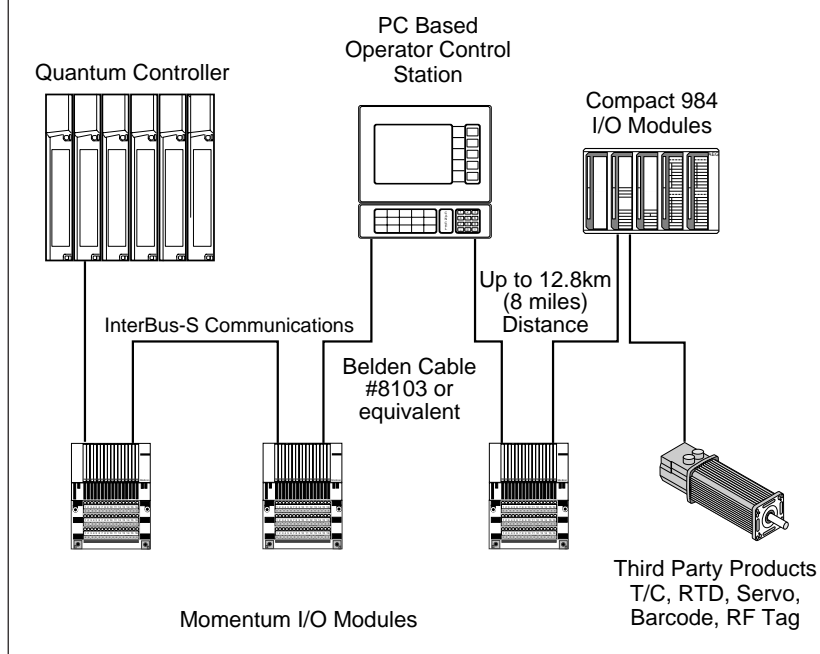 PC Based
Operator Control
Station
Quantum Controller
Compact 984
I/O Modules
Up to 12.8km
(8 miles)
Distance
InterBus-S Communications
Belden Cable
#8103 or
equivalent
Third Party Products
T/C, RTD, Servo,
Barcode, RF Tag
Momentum I/O Modules